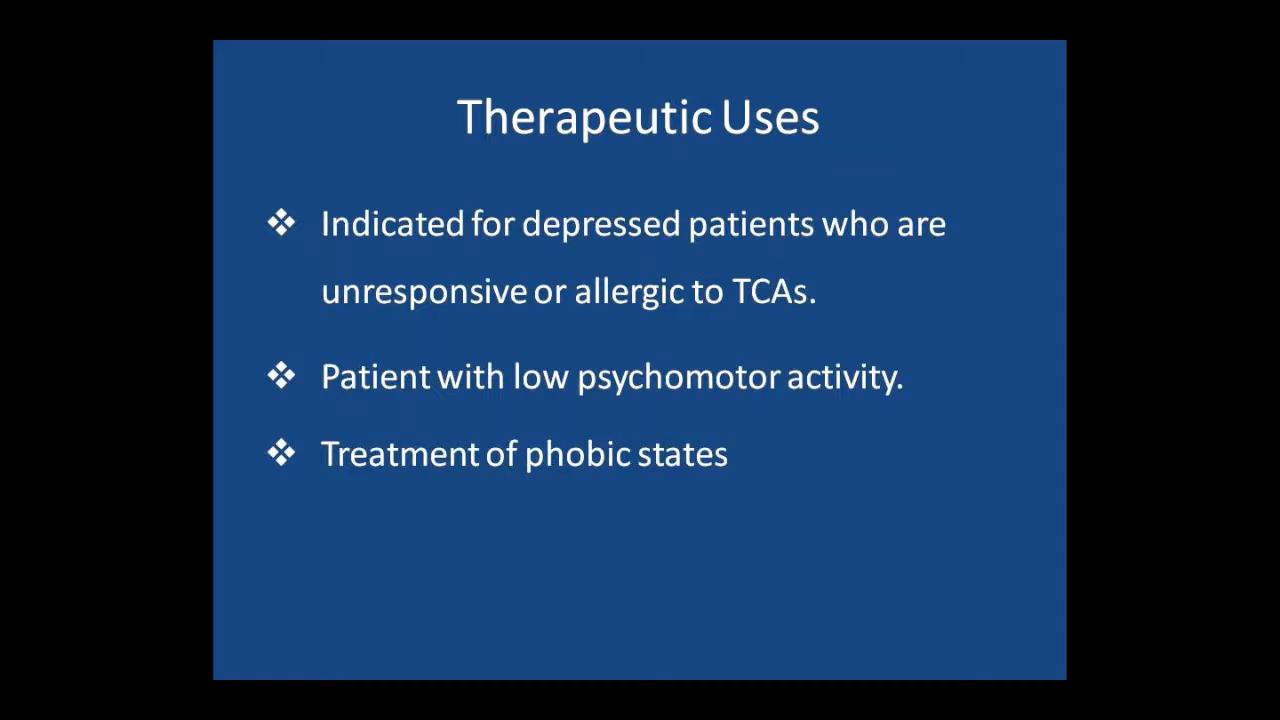 Therapeutic Uses
❖ Indicated for depressed patients who are
unresponsive or allergic to TCAs.
❖ Patient with low psychomotor activity.
❖ Treatment of phobic states